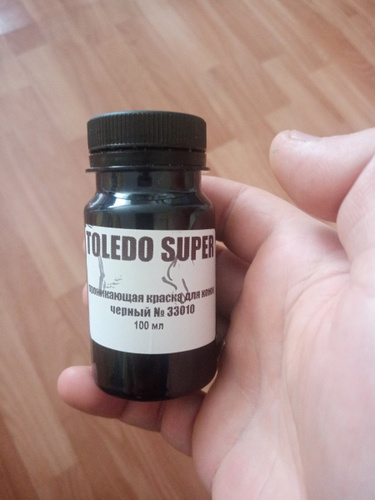 TOLEDO SUPER
проникающая краска для кожи
черный № 33010
100 мл